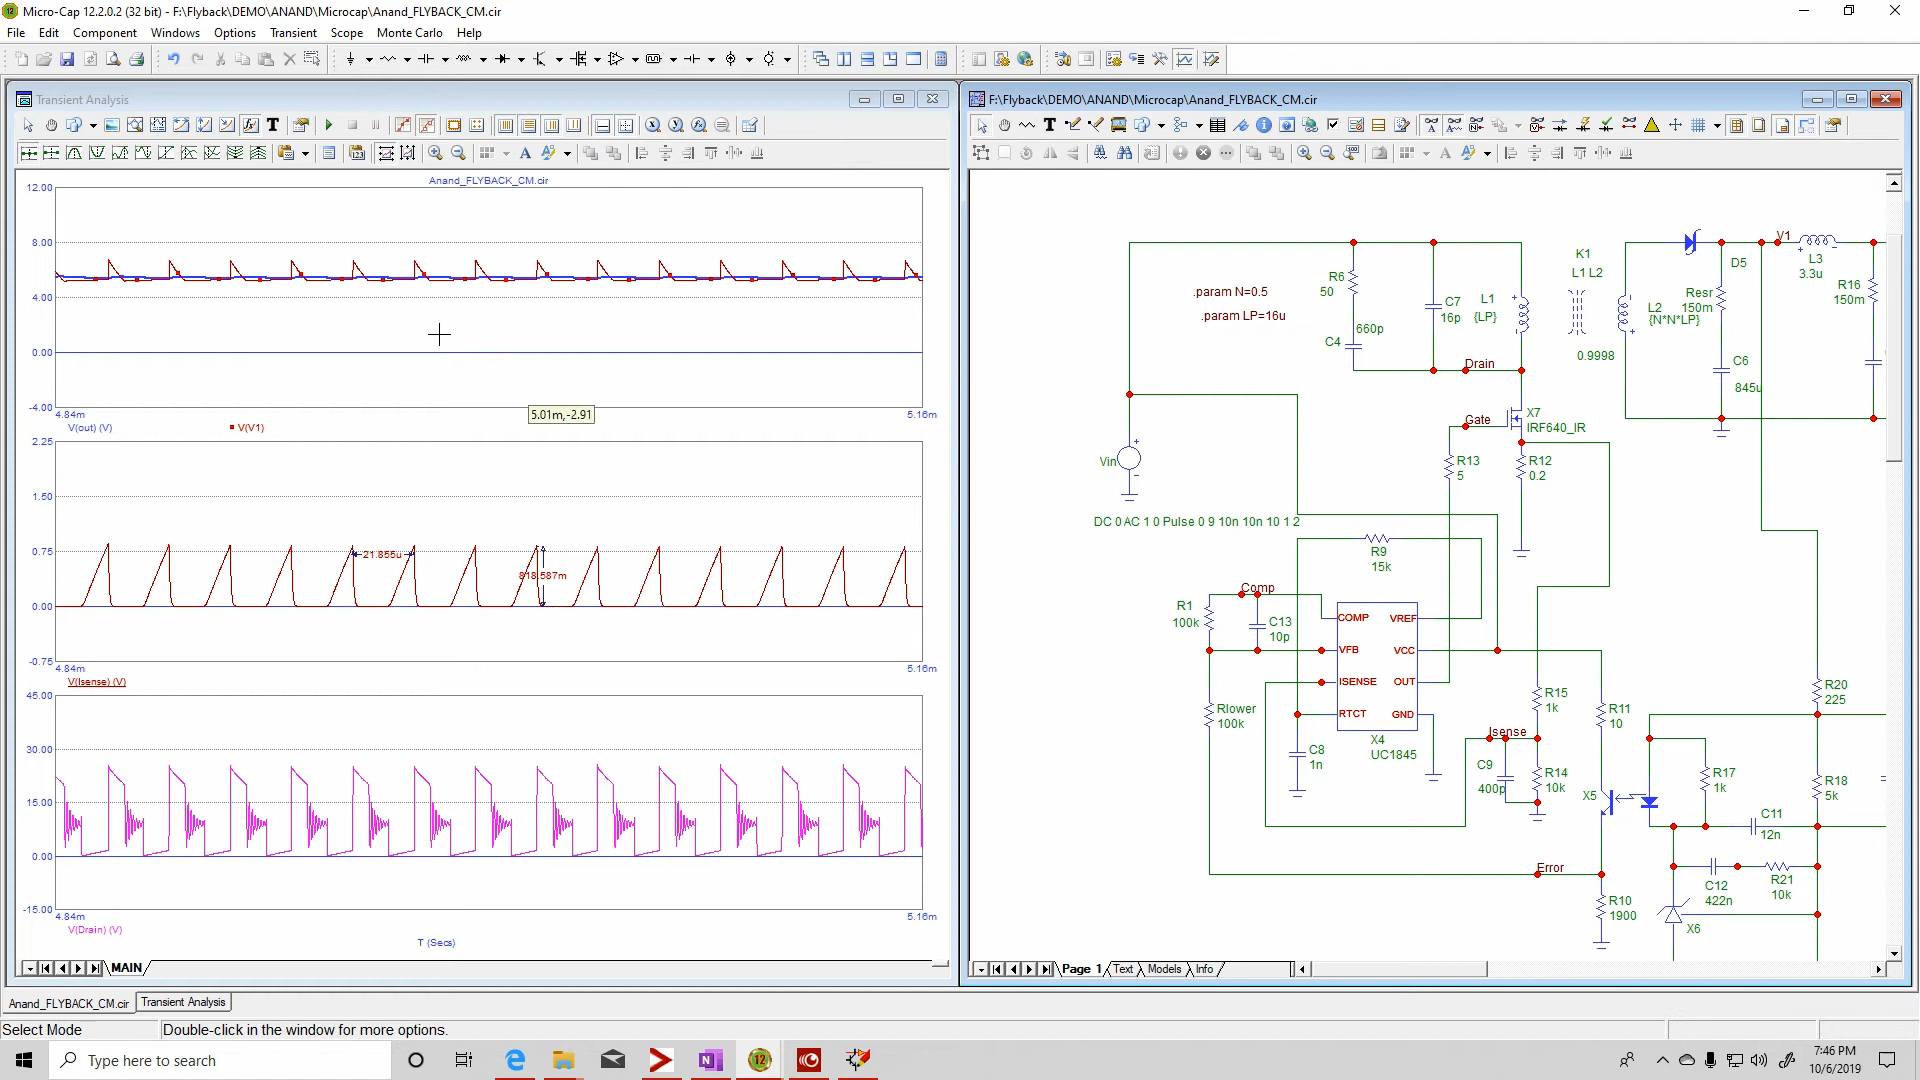 Micro-Cap 12.2.0.2 (32 bit) - F:\Flyback\DEMO\ANAND\Microcap\Anand_FLYBACK_CM.cir
File Edit Component Windows Options Transient Scope Monte Carlo Help
Transient Analysis
Anand_FLYBACK_CM.cir
12.00
8.00
4.00
0.00
-4.00
4.84m
5.16m
5.01m,-2.91
V(out) (V)
V(V1)
2.25
1.50
0.75
0.00
-0.75
21.855u
818.587m
4.84m
5.16m
V(Isense) (V)
45.00
30.00
15.00
0.00
-15.00
4.84m
5.16m
V(Drain) (V)
T (Secs)
MAIN
F:\Flyback\DEMO\ANAND\Microcap\Anand_FLYBACK_CM.cir
.param N=0.5
.param LP=16u
R6
50
C4
660p
C7
16p
L1
{LP}
K1
L1 L2
0.9998
L2
{N*N*LP}
D5
Resr
150m
C6
845u
V1
L3
3.3u
R16
150m
Drain
Gate
X7
IRF640_IR
R13
5
R12
0.2
Vin
DC 0 AC 1 0 Pulse 0 9 10n 10n 10 1 2
R9
15k
Comp
R1
100k
C13
10p
COMP
VREF
VFB
VCC
ISENSE
OUT
RTCT
GND
X4
UC1845
Rlower
100k
C8
1n
Isense
C9
400p
R15
1k
R14
10k
R11
10
X5
R17
1k
R20
225
R18
5k
C11
12n
C12
422n
R21
10k
X6
Error
R10
1900
Page 1 Text Models Info
Anand_FLYBACK_CM.cir Transient Analysis
Select Mode
Double-click in the window for more options.
Type here to search
7:46 PM
10/6/2019